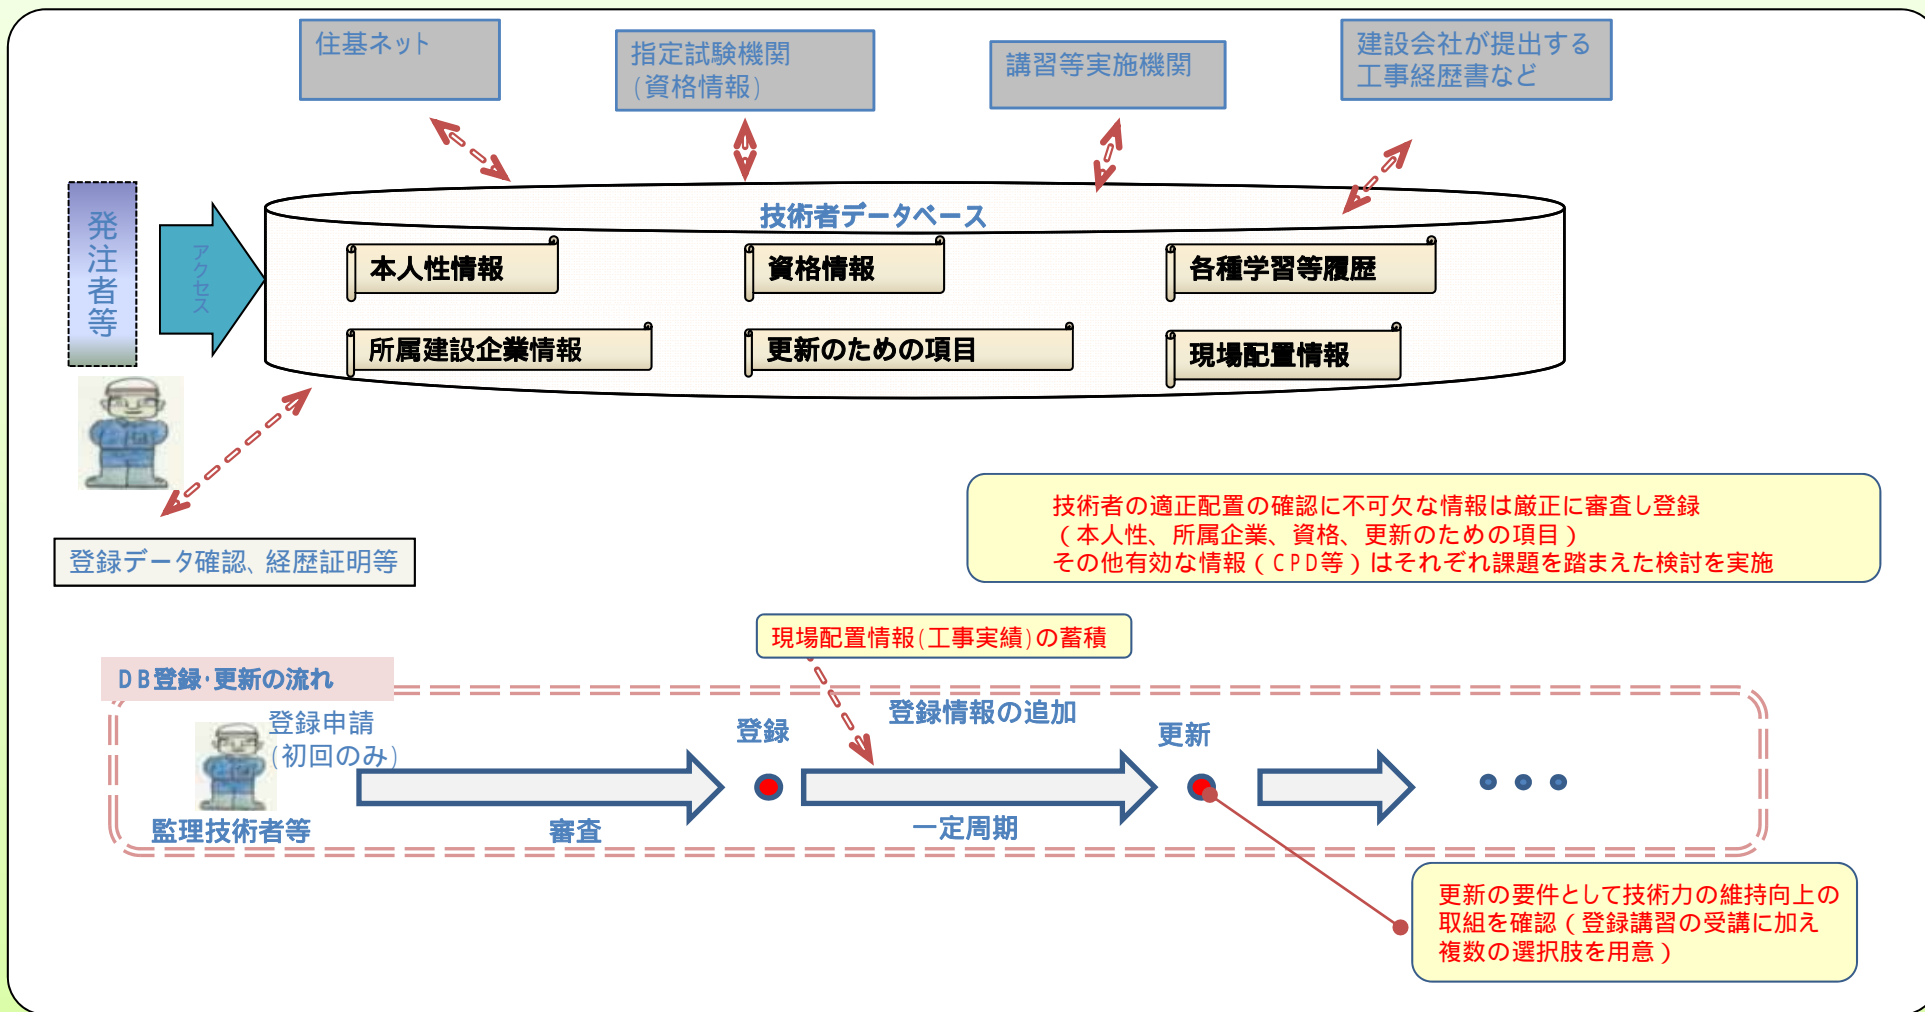 住基ネット
指定試験機関
(資格情報)
講習等実施機関
建設会社が提出する
工事経歴書など
発注者等
アクセス
技術者データベース
本人性情報
資格情報
各種学習等履歴
所属建設企業情報
更新のための項目
現場配置情報
登録データ確認、経歴証明等
技術者の適正配置の確認に不可欠な情報は厳正に審査し登録
(本人性、所属企業、資格、更新のための項目)
その他有効な情報(CPD等)はそれぞれ課題を踏まえた検討を実施
現場配置情報(工事実績)の蓄積
DB登録・更新の流れ
登録申請
(初回のみ)
監理技術者等
審査
登録
登録情報の追加
一定周期
更新
更新の要件として技術力の維持向上の
取組を確認(登録講習の受講に加え
複数の選択肢を用意)